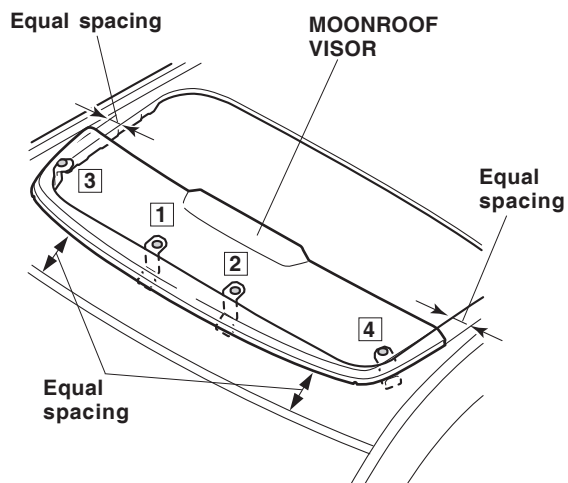 Equal spacing
MOONROOF
VISOR
3
1
2
4
Equal
spacing
Equal
spacing